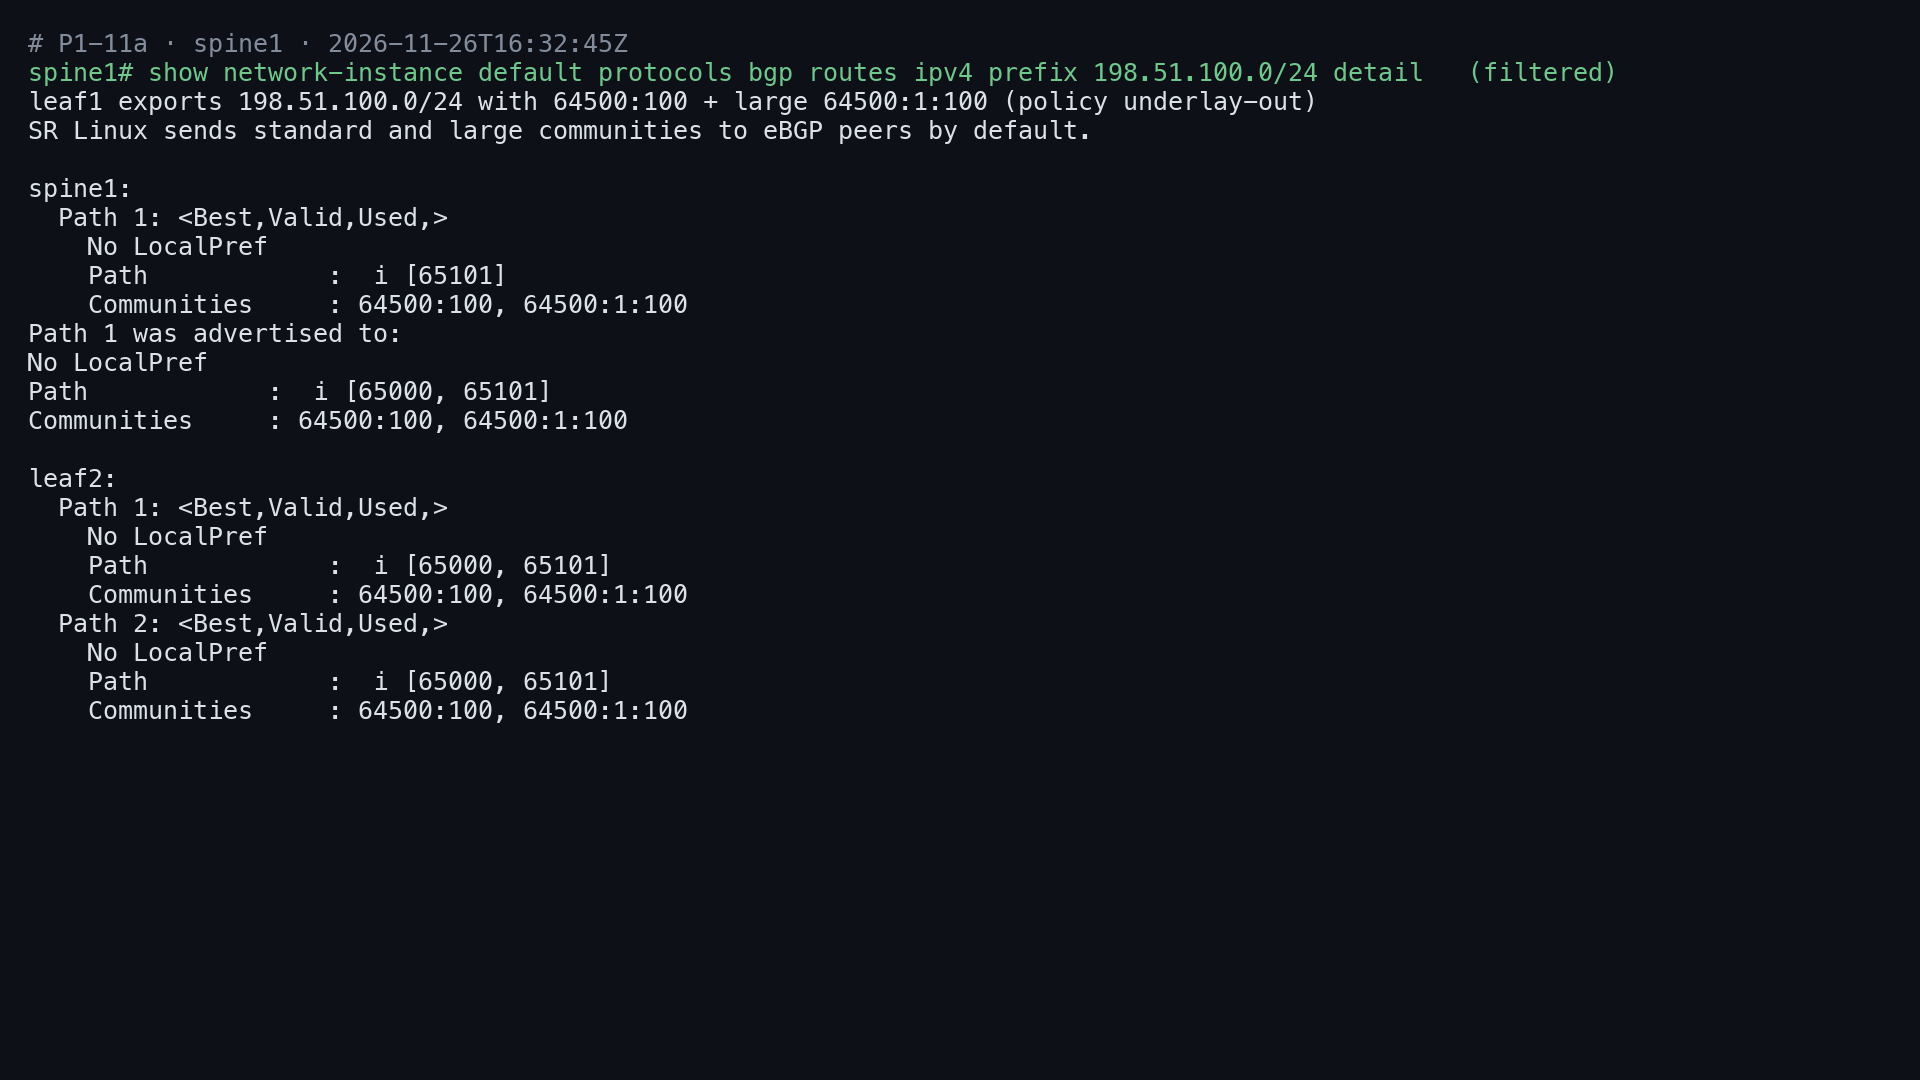 # P1-11a · spine1 · 2026-11-26T16:32:45Z
spine1# show network-instance default protocols bgp routes ipv4 prefix 198.51.100.0/24 detail   (filtered)
leaf1 exports 198.51.100.0/24 with 64500:100 + large 64500:1:100 (policy underlay-out)
SR Linux sends standard and large communities to eBGP peers by default.

spine1:
  Path 1: <Best,Valid,Used,>
    No LocalPref
    Path            :  i [65101]
    Communities     : 64500:100, 64500:1:100
Path 1 was advertised to:
No LocalPref
Path            :  i [65000, 65101]
Communities     : 64500:100, 64500:1:100

leaf2:
  Path 1: <Best,Valid,Used,>
    No LocalPref
    Path            :  i [65000, 65101]
    Communities     : 64500:100, 64500:1:100
  Path 2: <Best,Valid,Used,>
    No LocalPref
    Path            :  i [65000, 65101]
    Communities     : 64500:100, 64500:1:100